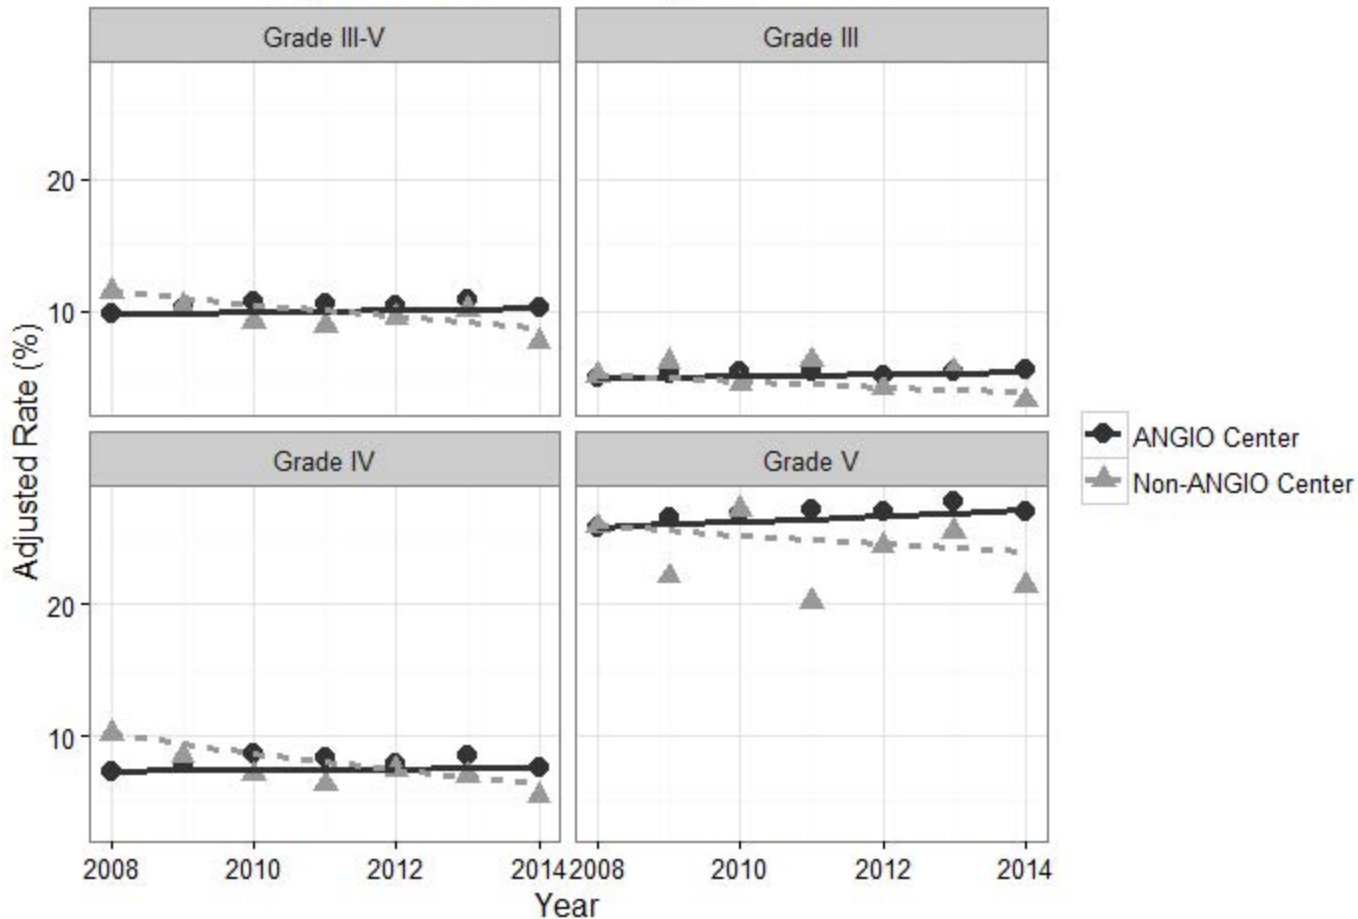 Grade III-V
Grade III
20
10
Adjusted Rate (%)
Grade IV
Grade V
20
10
ANGIO Center
Non-ANGIO Center
2008 2010 2012 2014 2008 2010 2012 2014
Year